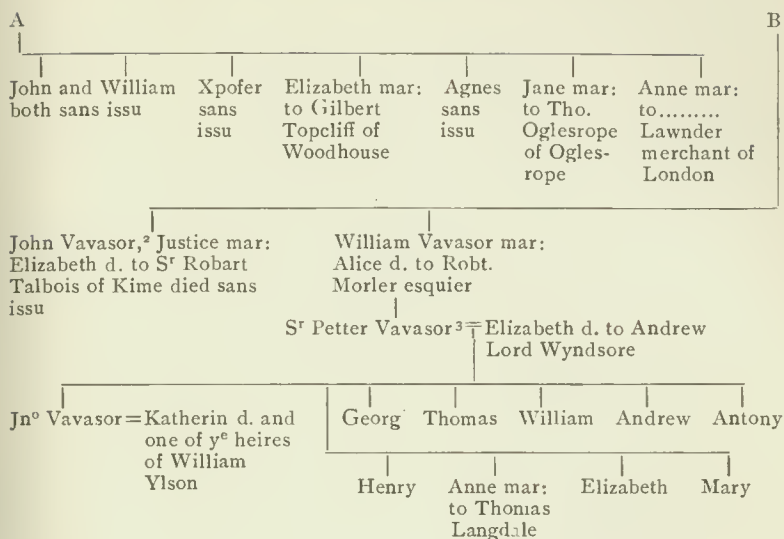 A
B
John and William
both sans issu
Xpofer
sans
issu
Elizabeth mar:
to Gilbert
Topcliff of
Woodhouse
Agnes
sans
issu
Jane mar:
to Tho.
Oglesrope
of Ogles-
rope
Anne mar:
to.........
Lawnder
merchant of
London
John Vavasor,² Justice mar:
Elizabeth d. to Sʳ Robart
Talbois of Kime died sans
issu
William Vavasor mar:
Alice d. to Robt.
Morler esquier
Sʳ Petter Vavasor³ = Elizabeth d. to Andrew
Lord Wyndsore
Jnº Vavasor = Katherin d. and
one of yᵉ heires
of William
Ylson
Georg
Thomas
William
Andrew
Antony
Henry
Anne mar:
to Thomas
Langdale
Elizabeth
Mary